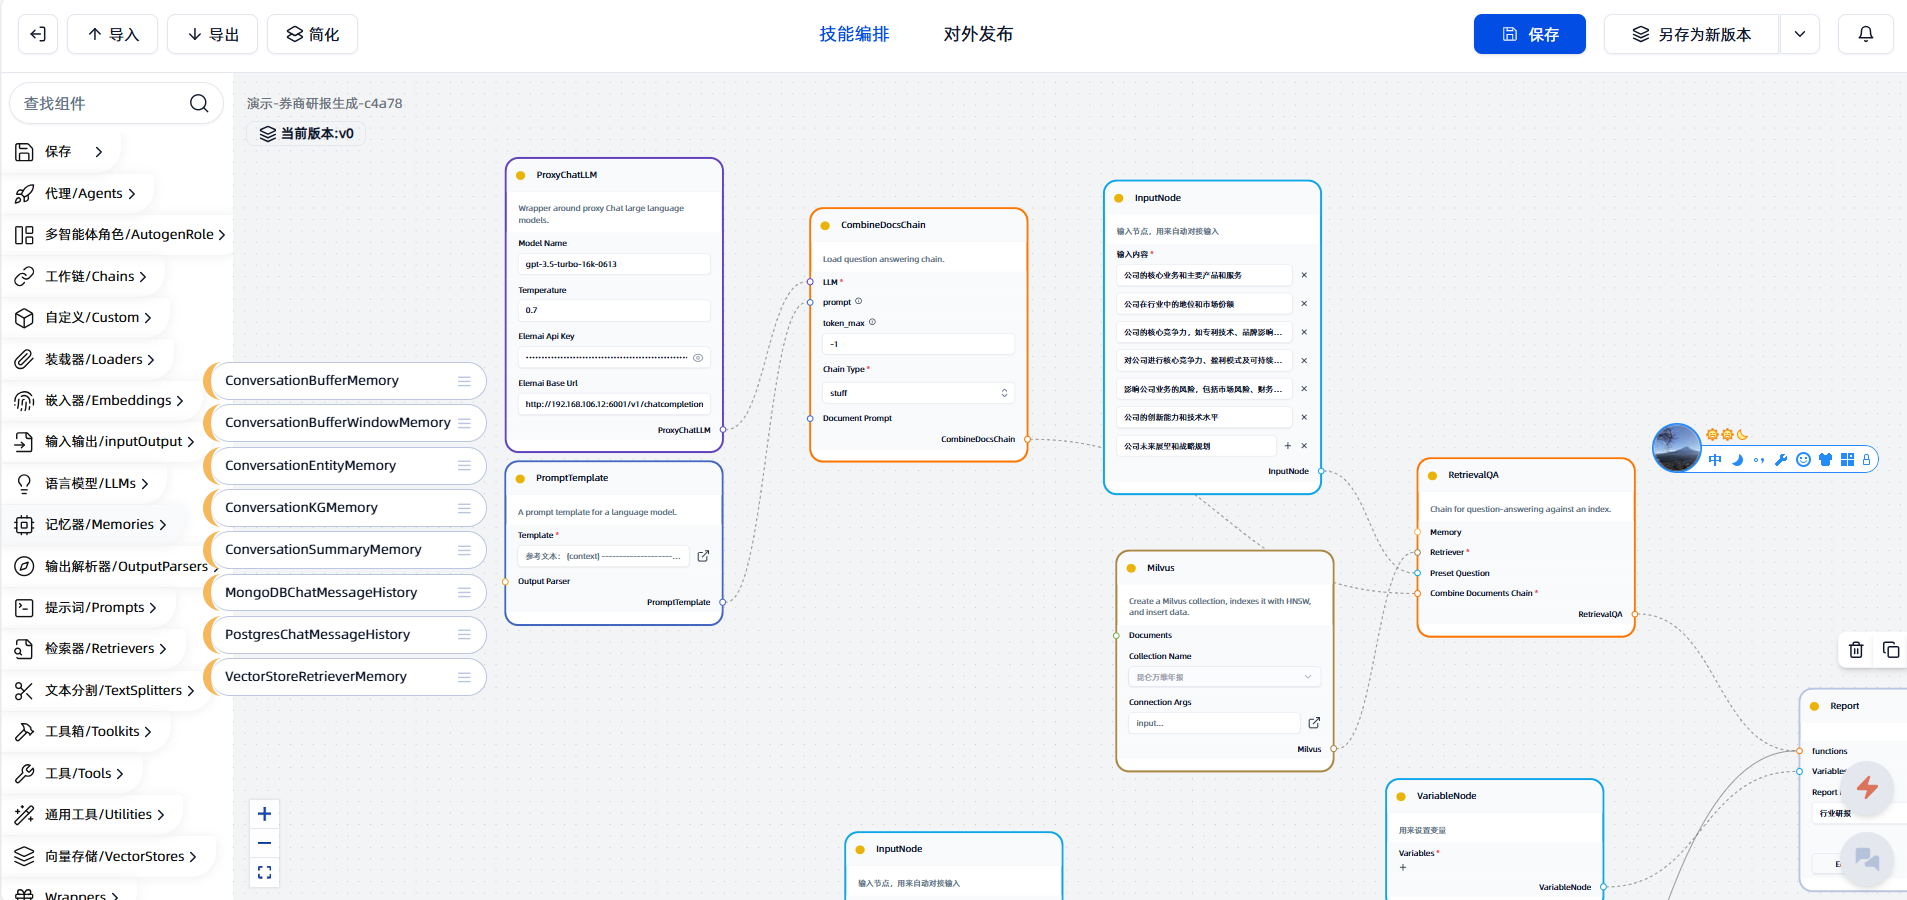 导入
导出
简化
技能编排
对外发布
保存
另存为新版本
查找组件
演示-券商研报生成-c4a78
当前版本:v0
保存
代理/Agents
多智能体角色/AutogenRole
工作链/Chains
自定义/Custom
装载器/Loaders
嵌入器/Embeddings
输入输出/inputOutput
语言模型/LLMs
记忆器/Memories
输出解析器/OutputParsers
提示词/Prompts
检索器/Retrievers
文本分割/TextSplitters
工具箱/Toolkits
工具/Tools
通用工具/Utilities
向量存储/VectorStores
Wrappers
ConversationBufferMemory
ConversationBufferWindowMemory
ConversationEntityMemory
ConversationKGMemory
ConversationSummaryMemory
MongoDBChatMessageHistory
PostgresChatMessageHistory
VectorStoreRetrieverMemory
ProxyChatLLM
Wrapper around proxy Chat large language
models.
Model Name
gpt-3.5-turbo-16k-0613
Temperature
0.7
Elemai Api Key
Elemai Base Url
http://192.168.106.12:6001/v1/chatcompletion
ProxyChatLLM
PromptTemplate
A prompt template for a language model.
Template *
参考文本： {context} -----------------------...
Output Parser
PromptTemplate
CombineDocsChain
Load question answering chain.
LLM *
prompt
token_max
-1
Chain Type *
stuff
Document Prompt
CombineDocsChain
InputNode
输入节点，用来自动对接输入
输入内容 *
公司的核心业务和主要产品和服务
公司在行业中的地位和市场份额
公司的核心竞争力，如专利技术、品牌影响...
对公司进行核心竞争力、盈利模式及可持续...
影响公司业务的风险，包括市场风险、财务...
公司的创新能力和技术水平
公司未来展望和战略规划
InputNode
Milvus
Create a Milvus collection, indexes it with HNSW,
and insert data.
Documents
Collection Name
昆仑万维年报
Connection Args
input...
Milvus
中
RetrievalQA
Chain for question-answering against an index.
Memory
Retriever *
Preset Question
Combine Documents Chain *
RetrievalQA
Report
functions
Variables
Report
行业研报
VariableNode
用来设置变量
Variables *
VariableNode
InputNode
输入节点，用来自动对接输入